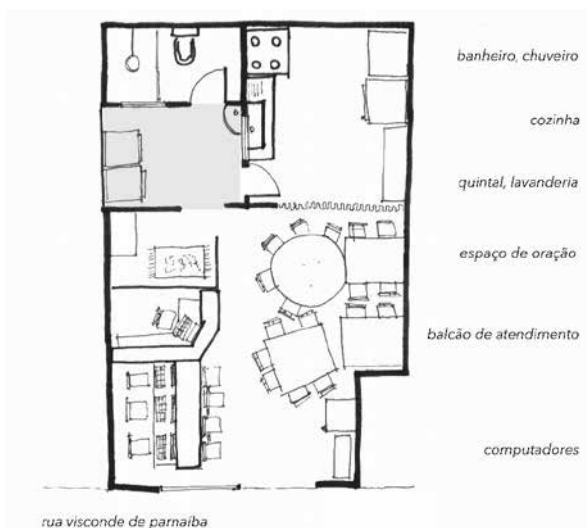 banheiro, chuveiro
cozinha
quintal, lavanderia
espaço de oração
balcão de atendimento
computadores
rua visconde de parnaíba